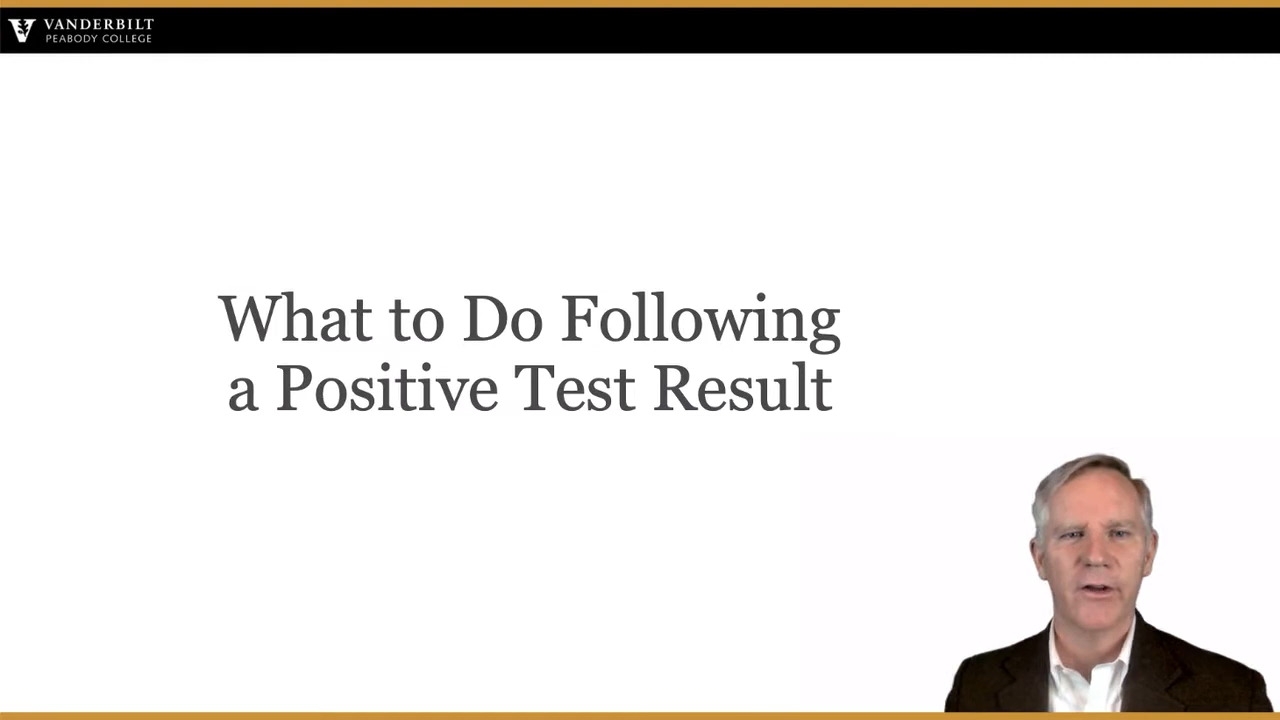 VANDERBILT
PEABODY COLLEGE
What to Do Following
a Positive Test Result